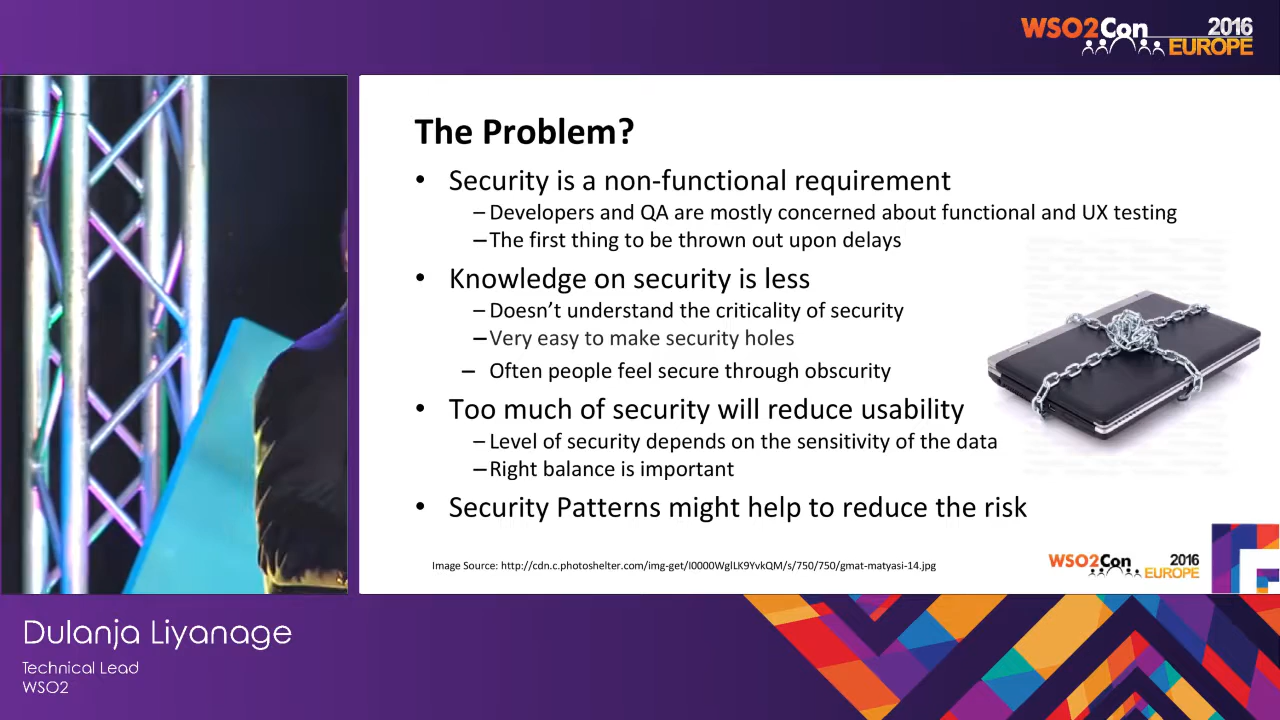 WSO2Con 2016
EUROPE
The Problem?
• Security is a non-functional requirement
– Developers and QA are mostly concerned about functional and UX testing
– The first thing to be thrown out upon delays
• Knowledge on security is less
– Doesn’t understand the criticality of security
– Very easy to make security holes
– Often people feel secure through obscurity
• Too much of security will reduce usability
– Level of security depends on the sensitivity of the data
– Right balance is important
• Security Patterns might help to reduce the risk
Image Source: http://cdn.c.photoshelter.com/img-get/I0000WglLK9YvkQM/s/750/750/gmat-matyasi-14.jpg
WSO2Con 2016
EUROPE
Dulanja Liyanage
Technical Lead
WSO2